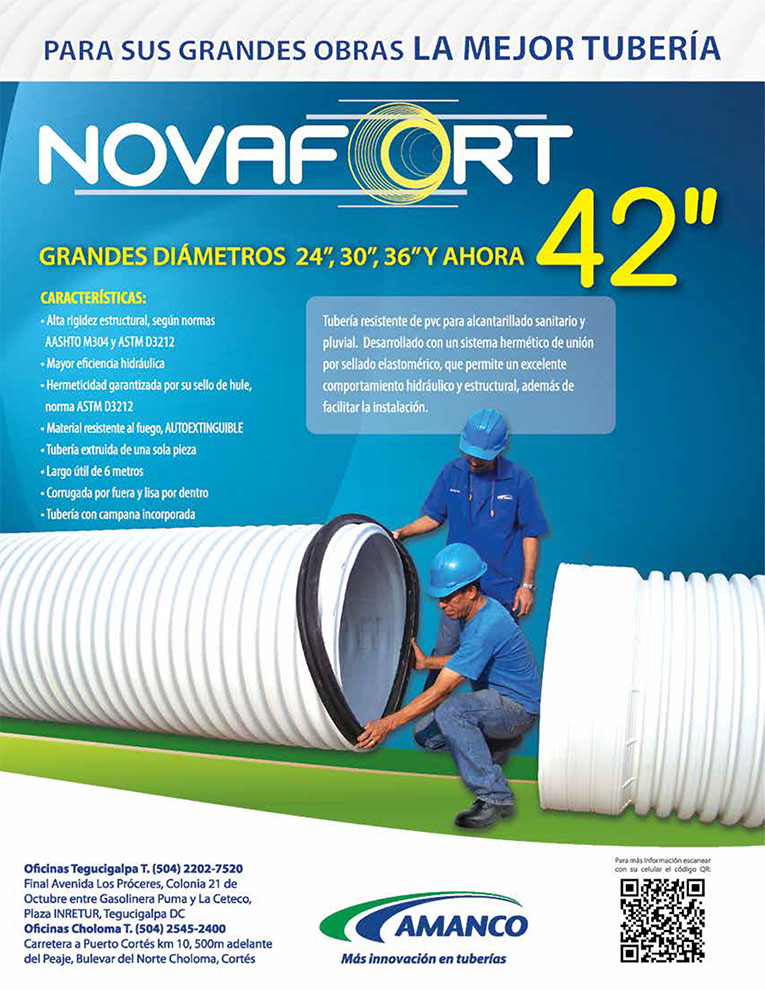 PARA SUS GRANDES OBRAS LA MEJOR TUBERÍA
NOVAFORT
GRANDES DIÁMETROS 24", 30", 36" Y AHORA 42"
CARACTERÍSTICAS:
• Alta rigidez estructural, según normas
AASHTO M304 y ASTM D3212
• Mayor eficiencia hidráulica
• Hermeticidad garantizada por su sello de hule,
norma ASTM D3212
• Material resistente al fuego, AUTOEXTINGUIBLE
• Tubería extruida de una sola pieza
• Largo útil de 6 metros
• Corrugada por fuera y lisa por dentro
• Tubería con campana incorporada
Tubería resistente de pvc para alcantarillado sanitario y
pluvial. Desarrollado con un sistema hermético de unión
por sellado elastomérico, que permite un excelente
comportamiento hidráulico y estructural, además de
facilitar la instalación.
AMANCO
Oficinas Tegucigalpa T. (504) 2202-7520
Final Avenida Los Próceres, Colonia 21 de
Octubre entre Gasolinera Puma y La Ceteco,
Plaza INRETUR, Tegucigalpa DC
Oficinas Choloma T. (504) 2545-2400
Carretera a Puerto Cortés km 10, 500m adelante
del Peaje, Bulevar del Norte Choloma, Cortés
AMANCO
Más innovación en tuberías
Para más información escanear
con su celular el código QR: